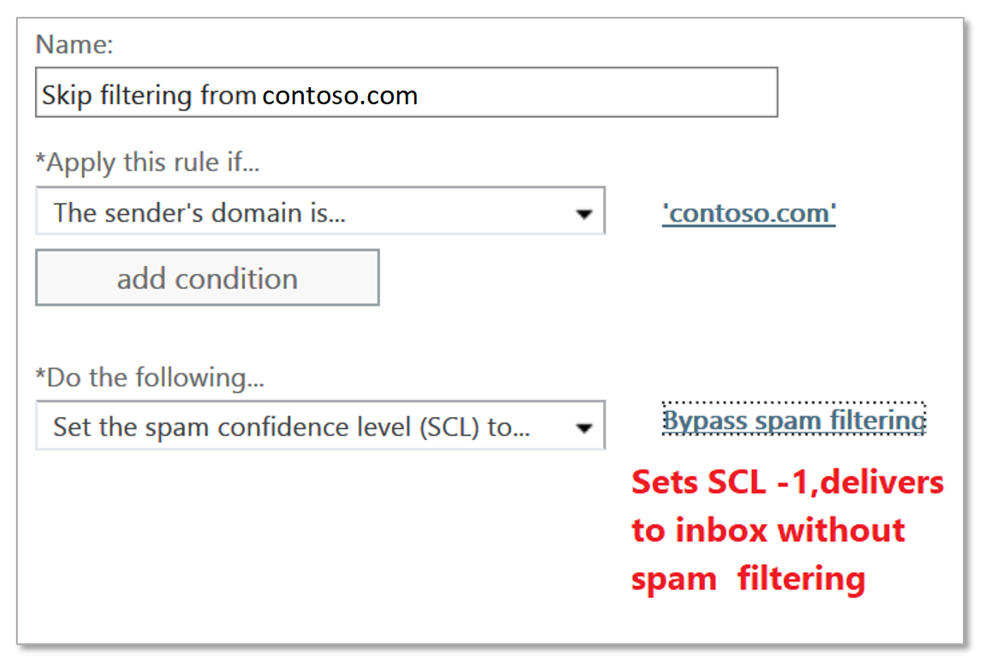 Name:
Skip filtering from contoso.com
*Apply this rule if...
The sender's domain is...
'contoso.com'
add condition
*Do the following...
Set the spam confidence level (SCL) to...
Bypass spam filtering
Sets SCL -1,delivers
to inbox without
spam filtering